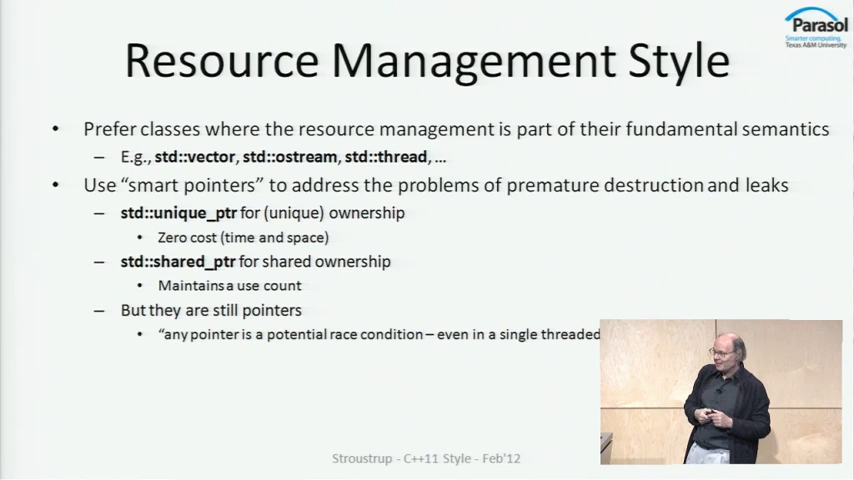 Parasol
Smarter computing.
Texas A&M University
Resource Management Style
• Prefer classes where the resource management is part of their fundamental semantics
– E.g., std::vector, std::ostream, std::thread, ...
• Use “smart pointers” to address the problems of premature destruction and leaks
– std::unique_ptr for (unique) ownership
• Zero cost (time and space)
– std::shared_ptr for shared ownership
• Maintains a use count
– But they are still pointers
• “any pointer is a potential race condition – even in a single threaded
Stroustrup - C++11 Style - Feb'12